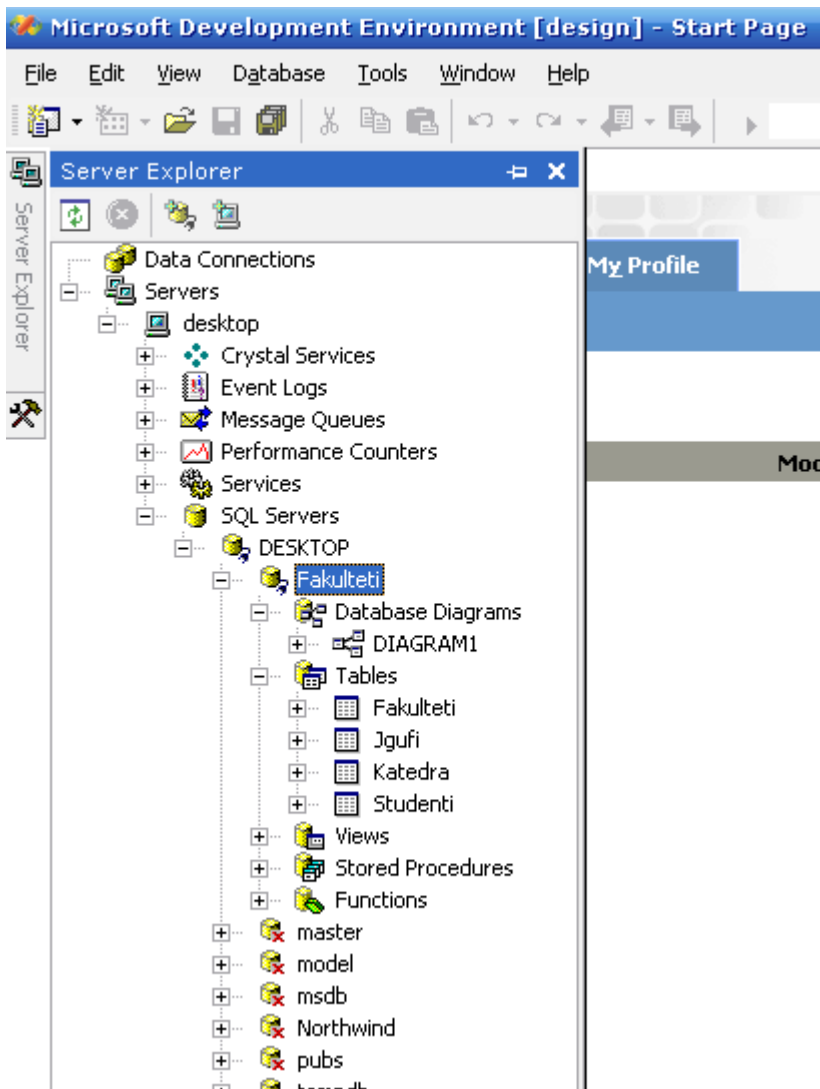 Microsoft Development Environment [design] - Start Page
File Edit View Database Tools Window Help
Server Explorer
Server Explorer
My Profile
Data Connections
Servers
desktop
Crystal Services
Event Logs
Message Queues
Performance Counters
Services
SQL Servers
DESKTOP
Fakulteti
Database Diagrams
DIAGRAM1
Tables
Fakulteti
Jgufi
Katedra
Studenti
Views
Stored Procedures
Functions
master
model
msdb
Northwind
pubs